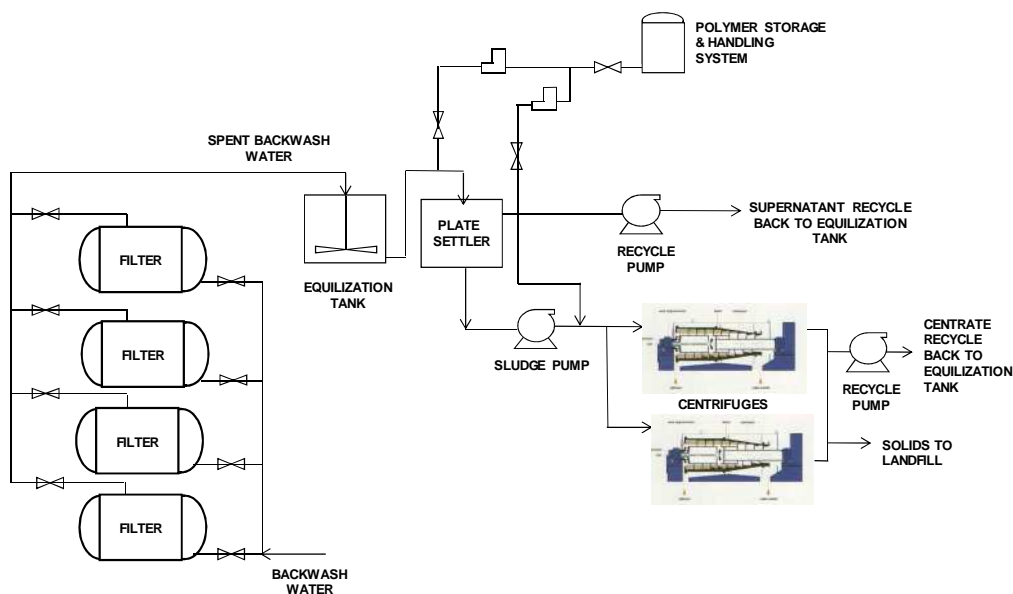 POLYMER STORAGE
& HANDLING
SYSTEM
SPENT BACKWASH
WATER
PLATE
SETTLER
SUPERNATANT RECYCLE
BACK TO EQUILIZATION
TANK
RECYCLE
PUMP
EQUILIZATION
TANK
FILTER
FILTER
FILTER
FILTER
SLUDGE PUMP
CENTRIFUGES
CENTRATE
RECYCLE
BACK TO
EQUILIZATION
TANK
RECYCLE
PUMP
SOLIDS TO
LANDFILL
BACKWASH
WATER